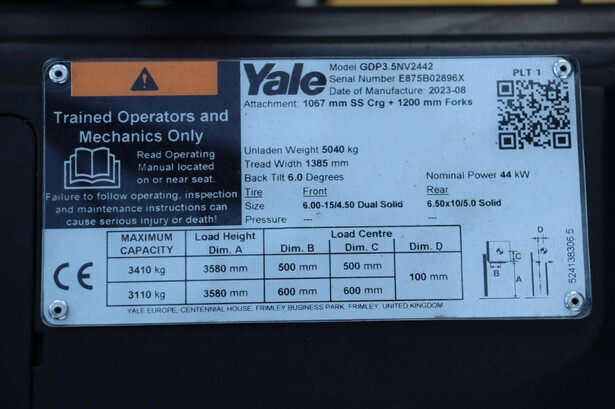 Yale
Model GDP3.5NV2442
Serial Number E875B02896X
Date of Manufacture: 2023-08
PLT 1
Attachment: 1067 mm SS Crg + 1200 mm Forks
Trained Operators and
Mechanics Only
Read Operating
Manual located
on or near seat.
Failure to follow operating, inspection
and maintenance instructions can
cause serious injury or death!
Unladen Weight 5040 kg
Tread Width 1385 mm
Back Tilt 6.0 Degrees
Nominal Power 44 kW
Tire Front Rear
Size 6.00-15/4.50 Dual Solid 6.50x10/5.0 Solid
Pressure --- ---
MAXIMUM CAPACITY Load Height Dim. A Load Centre
Dim. B Dim. C Dim. D
3410 kg 3580 mm 500 mm 500 mm 100 mm
3110 kg 3580 mm 600 mm 600 mm
CE
D
C
B
A
5241383065
YALE EUROPE, CENTENNIAL HOUSE, FRIMLEY BUSINESS PARK, FRIMLEY, UNITED KINGDOM